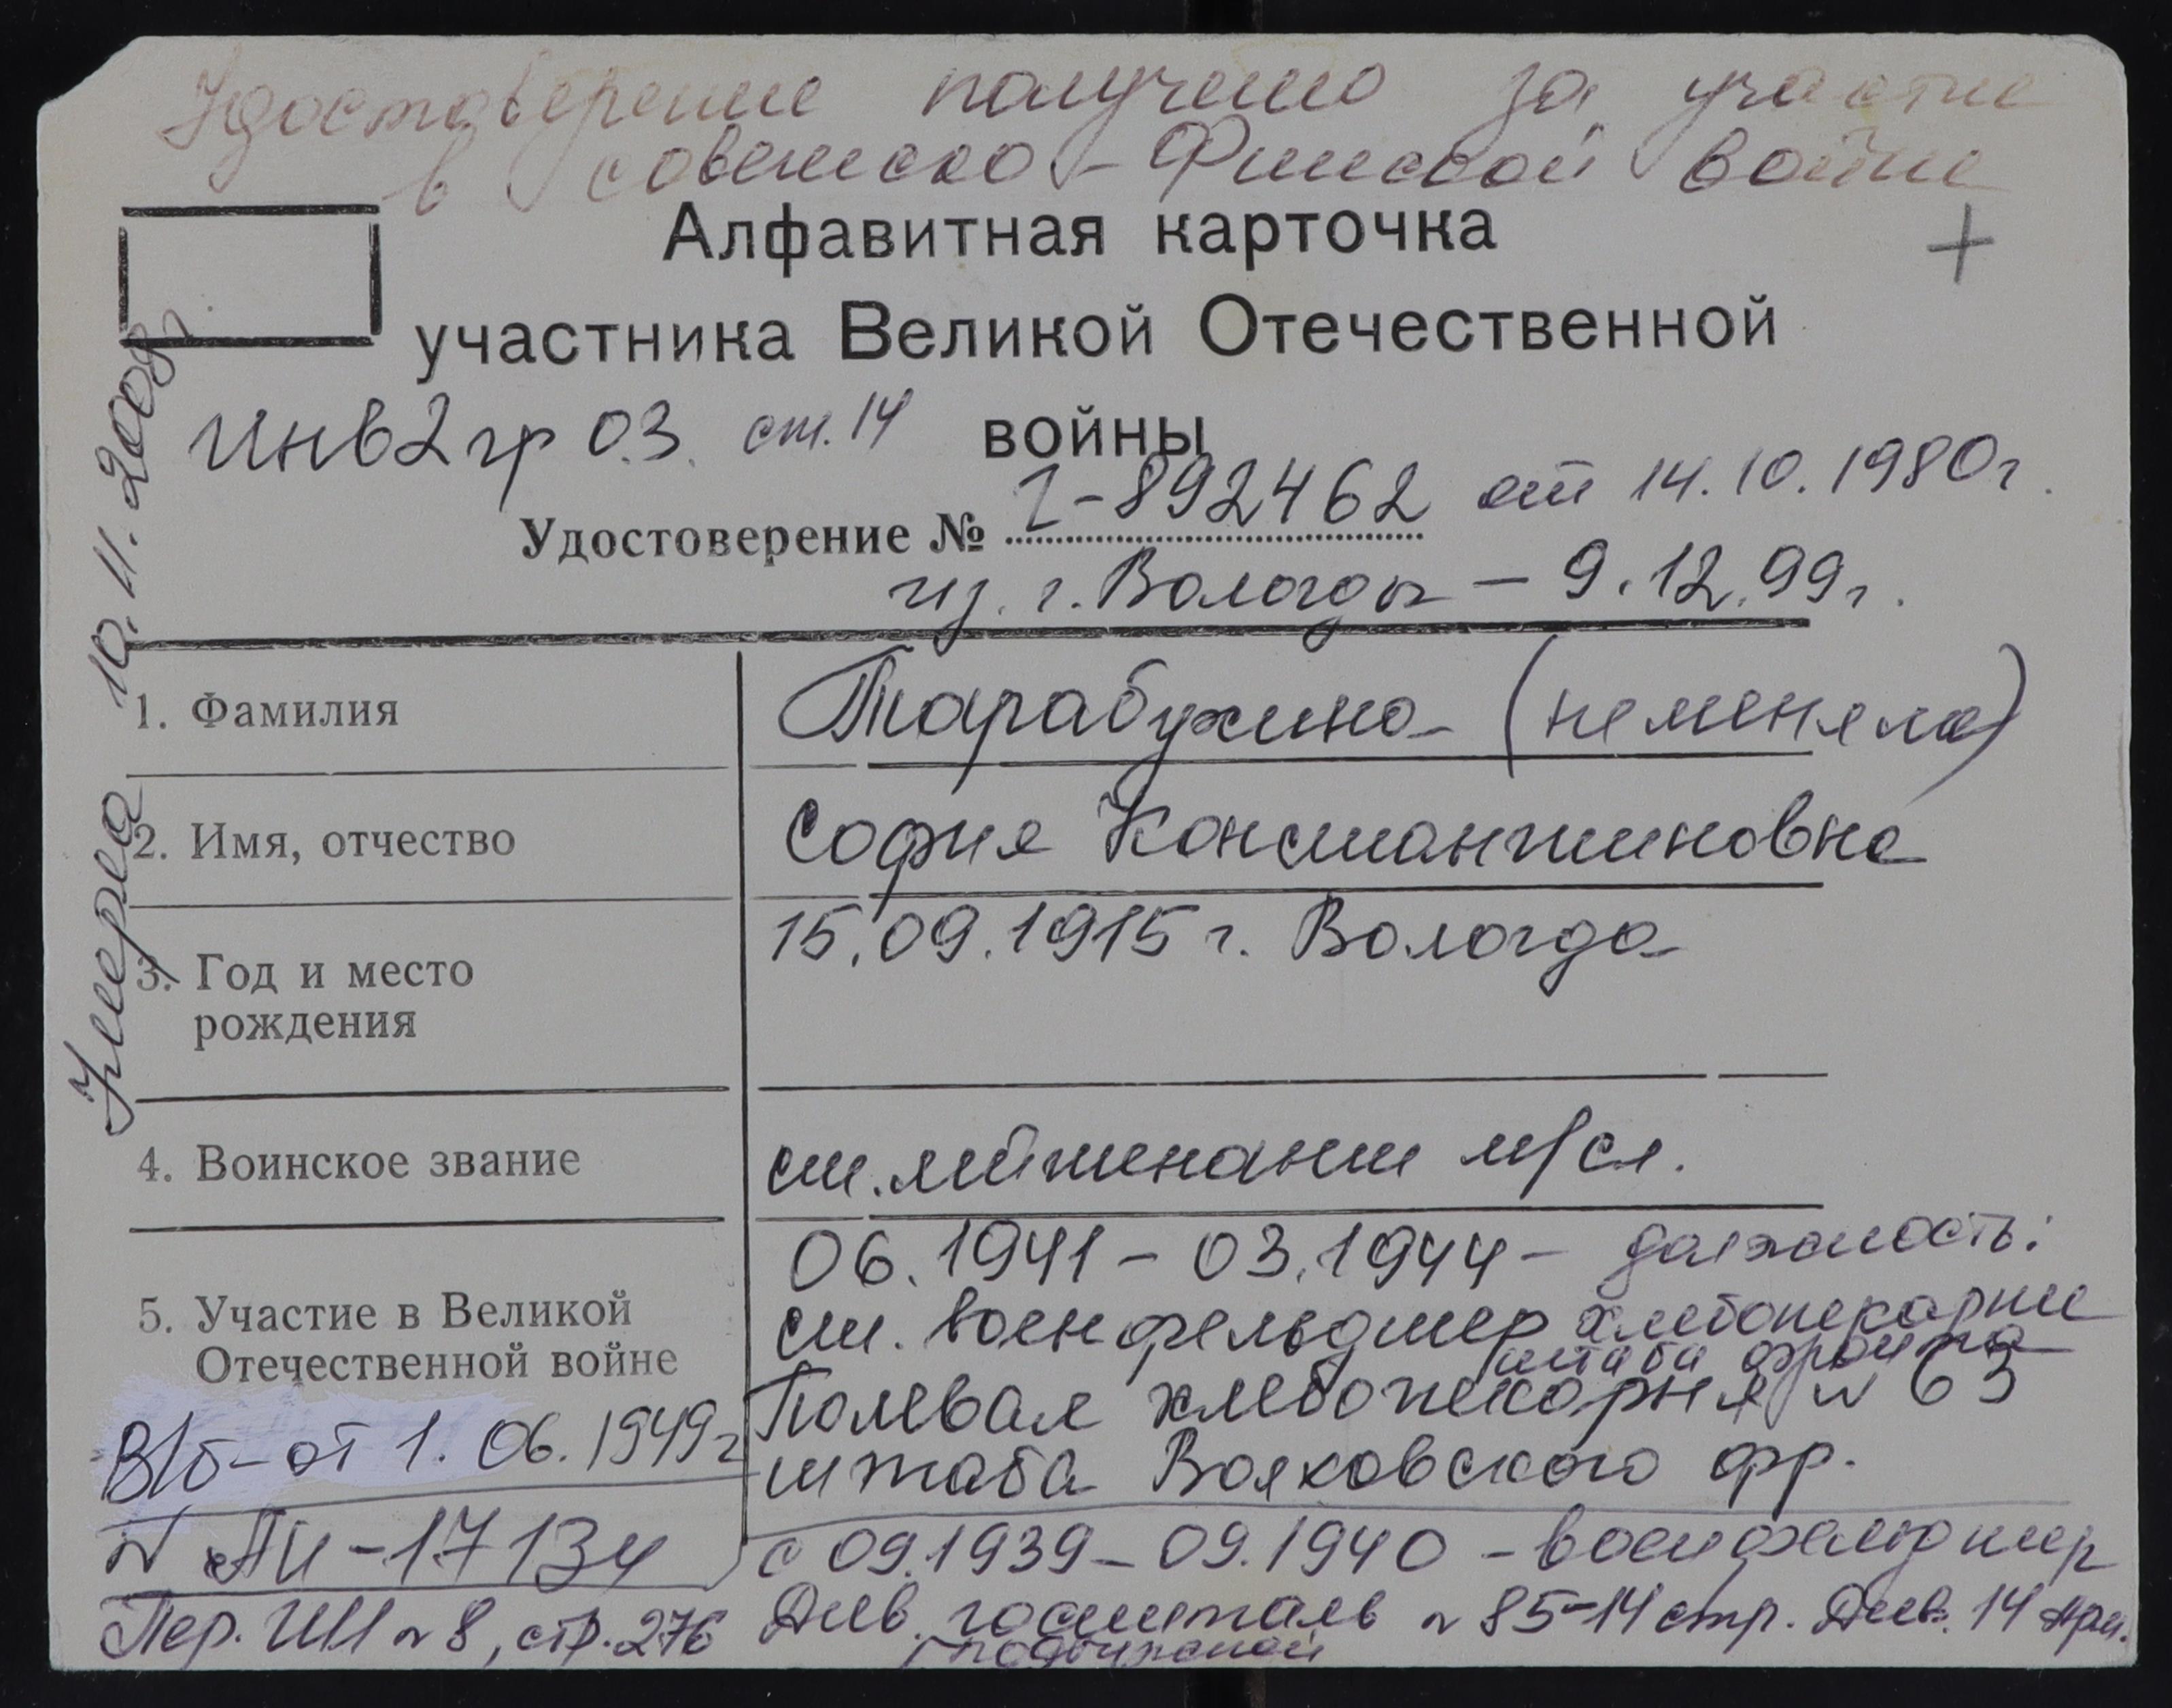 Удостоверение получено за участие
в советско-Финской войне
Алфавитная карточка
+
участника Великой Отечественной
инв 2 гр 03. ст. 14 войны
Удостоверение № I-892462 от 14.10.1980 г.
из г. Вологды - 9.12.99 г.
Умерла 10.11.2008
1. Фамилия
Тарабукина (не меняла)
2. Имя, отчество
София Константиновна
3. Год и место
рождения
15.09.1915 г. Вологда
4. Воинское звание
ст. лейтенант м/сл.
5. Участие в Великой
Отечественной войне
06.1941 - 03.1944 - должность:
ст. военфельдшер хлебопекарни
штаба фронта
Полевая хлебопекарня № 63
штаба Волховского фр.
с 09.1939 - 09.1940 - военфельдшер
Див. госпиталь № 85-14 стр. див. 14 арм.
подвижной
В/б - от 1.06.1949 г
№ АИ-17134
Пер. № 8, стр. 276